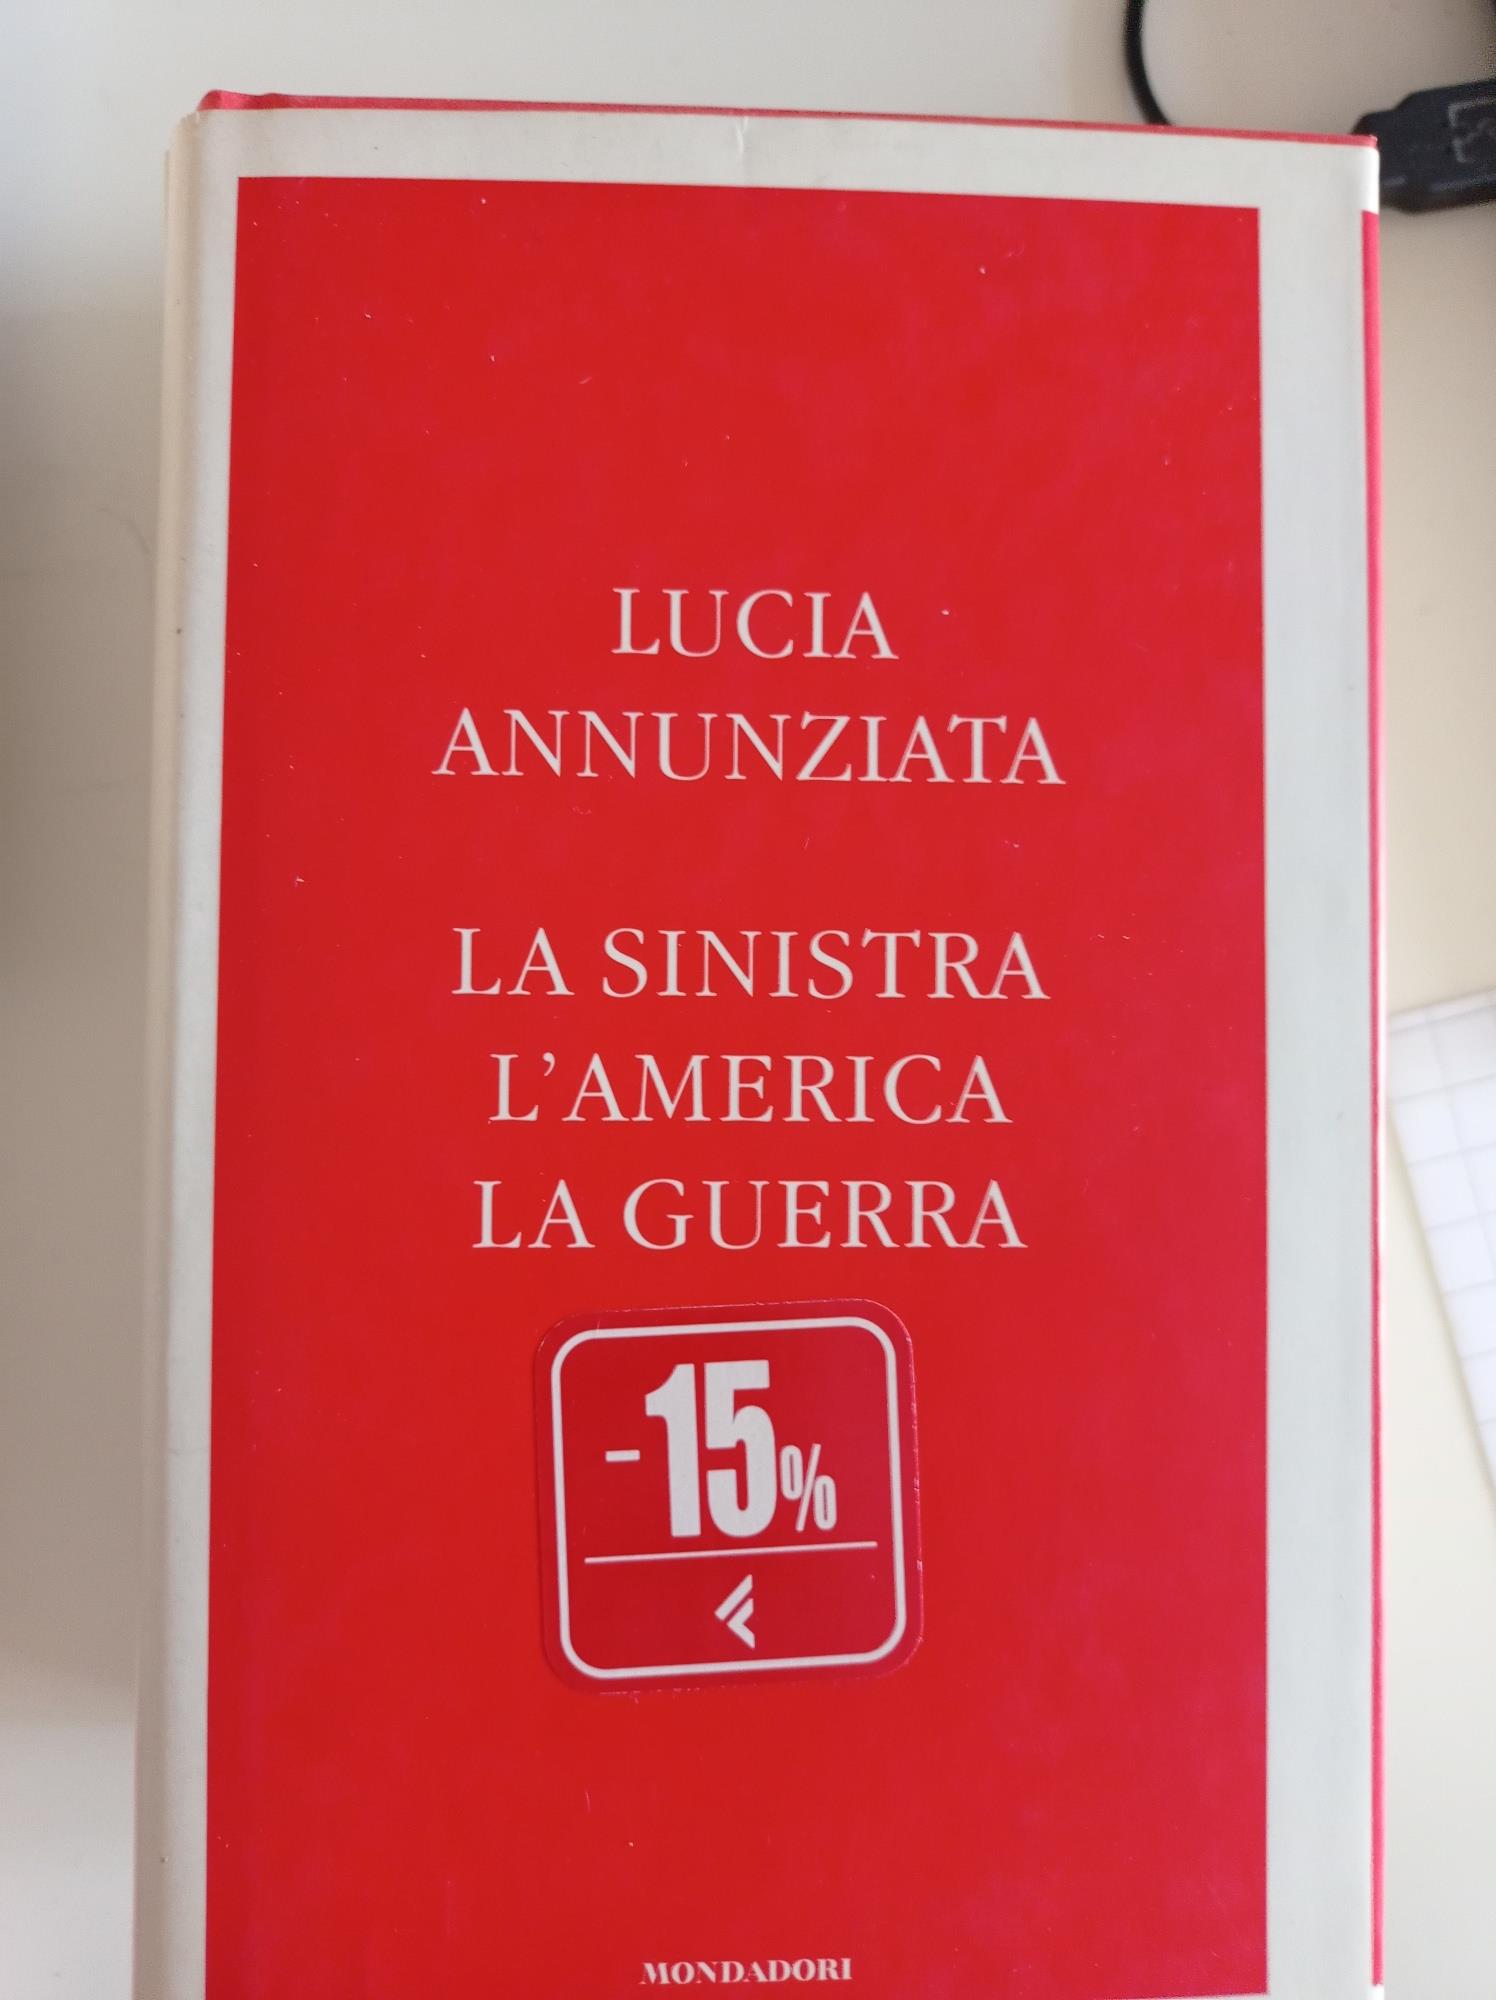 LUCIA
ANNUNZIATA
LA SINISTRA
L'AMERICA
LA GUERRA
-15%
MONDADORI